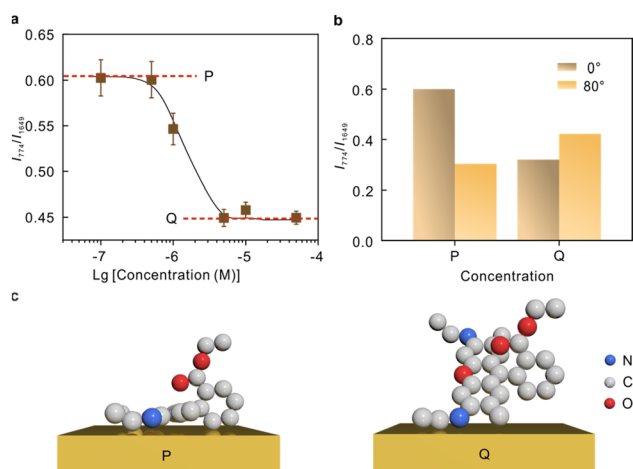 a
0.65
0.60
0.55
0.50
0.45
I774/I1649
P
Q
-7 -6 -5 -4
Lg [Concentration (M)]
b
0.8
0.6
0.4
0.2
0.0
I774/I1649
0°
80°
P Q
Concentration
c
N
C
O
P
Q